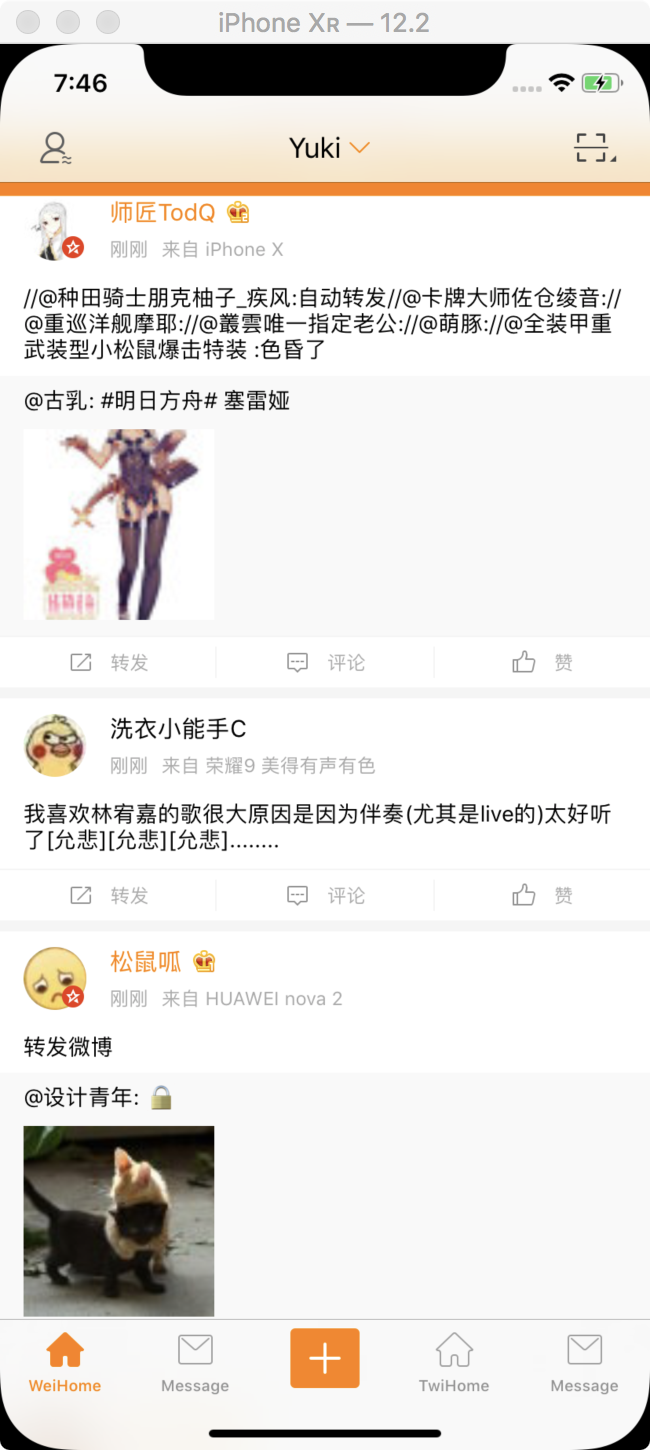 iPhone Xʀ — 12.2
7:46
Yuki
师匠TodQ
刚刚 来自 iPhone X
//@种田骑士朋克柚子_疾风:自动转发//@卡牌大师佐仓绫音://
@重巡洋舰摩耶://@叢雲唯一指定老公://@萌豚://@全装甲重
武装型小松鼠爆击特装 :色昏了
@古乳: #明日方舟# 塞雷娅
转发 评论 赞
洗衣小能手C
刚刚 来自 荣耀9 美得有声有色
我喜欢林宥嘉的歌很大原因是因为伴奏(尤其是live的)太好听
了[允悲][允悲][允悲]........
转发 评论 赞
松鼠呱
刚刚 来自 HUAWEI nova 2
转发微博
@设计青年: 🔒
WeiHome Message TwiHome Message